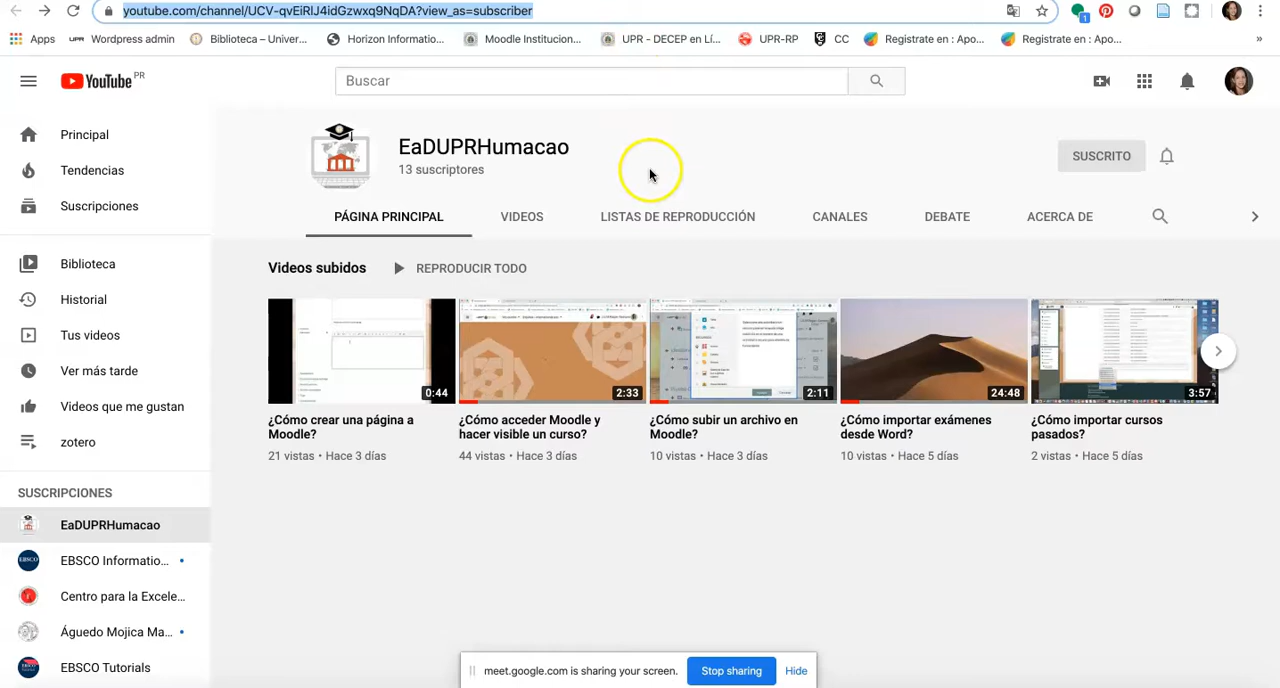 youtube.com/channel/UCV-qvEiRlJ4idGzwxq9NqDA?view_as=subscriber
1
Apps
UPR Wordpress admin
Biblioteca – Univer...
Horizon Informatio...
Moodle Institucion...
UPR - DECEP en Lí...
UPR-RP
CC
Registrate en : Apo...
Registrate en : Apo...
»
YouTube PR
Buscar
Principal
Tendencias
Suscripciones
Biblioteca
Historial
Tus videos
Ver más tarde
Videos que me gustan
zotero
SUSCRIPCIONES
EaDUPRHumacao
EBSCO Informatio...
Centro para la Excele...
Águedo Mojica Ma...
EBSCO Tutorials
EaDUPRHumacao
13 suscriptores
SUSCRITO
PÁGINA PRINCIPAL
VIDEOS
LISTAS DE REPRODUCCIÓN
CANALES
DEBATE
ACERCA DE
Videos subidos
REPRODUCIR TODO
0:44
2:33
2:11
24:48
3:57
¿Cómo crear una página a
Moodle?
21 vistas • Hace 3 días
¿Cómo acceder Moodle y
hacer visible un curso?
44 vistas • Hace 3 días
¿Cómo subir un archivo en
Moodle?
10 vistas • Hace 3 días
¿Cómo importar exámenes
desde Word?
10 vistas • Hace 5 días
¿Cómo importar cursos
pasados?
2 vistas • Hace 5 días
meet.google.com is sharing your screen.
Stop sharing
Hide